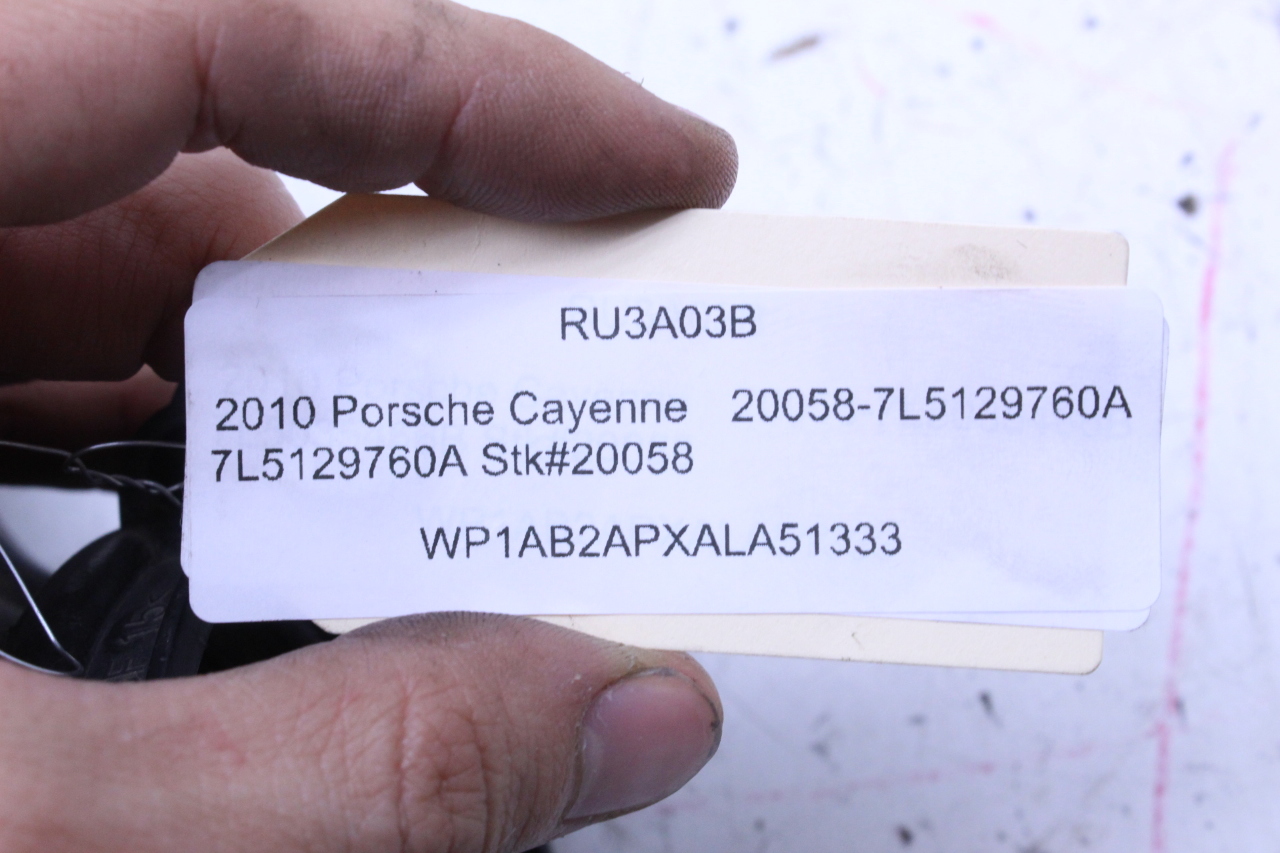 RU3A03B
2010 Porsche Cayenne 20058-7L5129760A
7L5129760A Stk#20058
WP1AB2APXALA51333